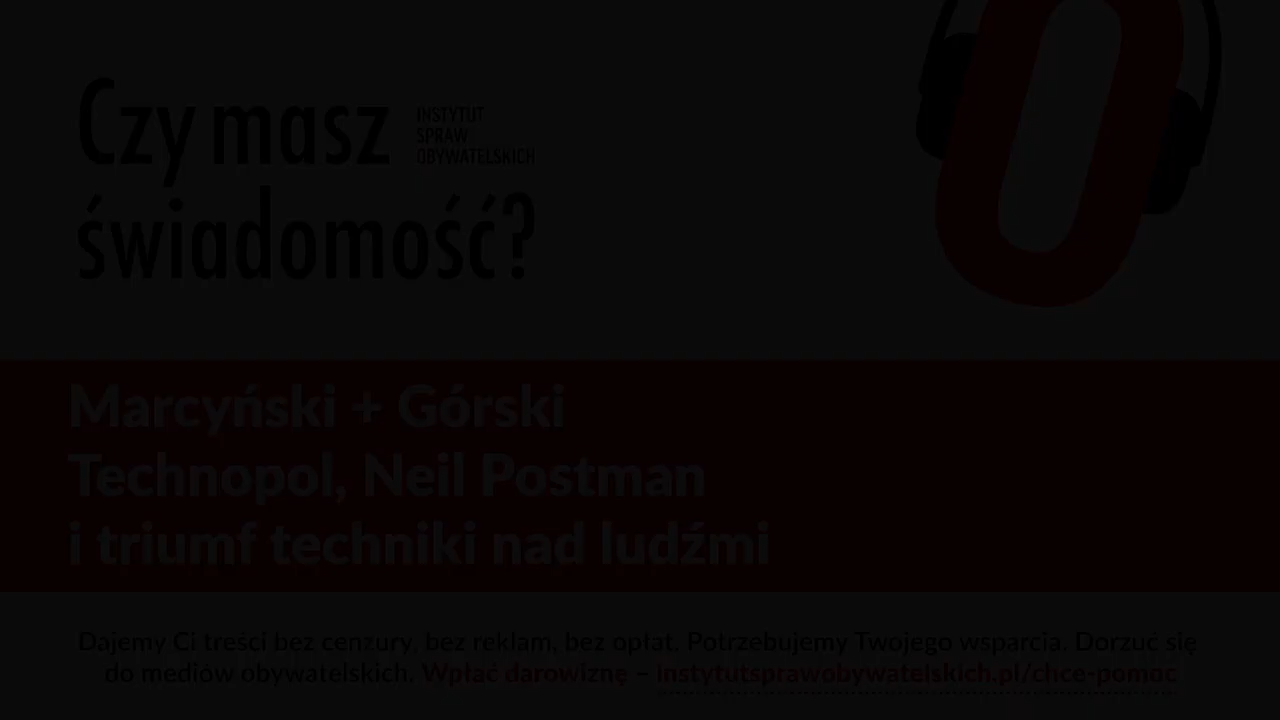 Czy masz
świadomość?
INSTYTUT
SPRAW
OBYWATELSKICH
Marcyński + Górski
Technopol, Neil Postman
i triumf techniki nad ludźmi
Dajemy Ci treści bez cenzury, bez reklam, bez opłat. Potrzebujemy Twojego wsparcia. Dorzuć się
do mediów obywatelskich. Wpłać darowiznę – instytutsprawobywatelskich.pl/chce-pomoc